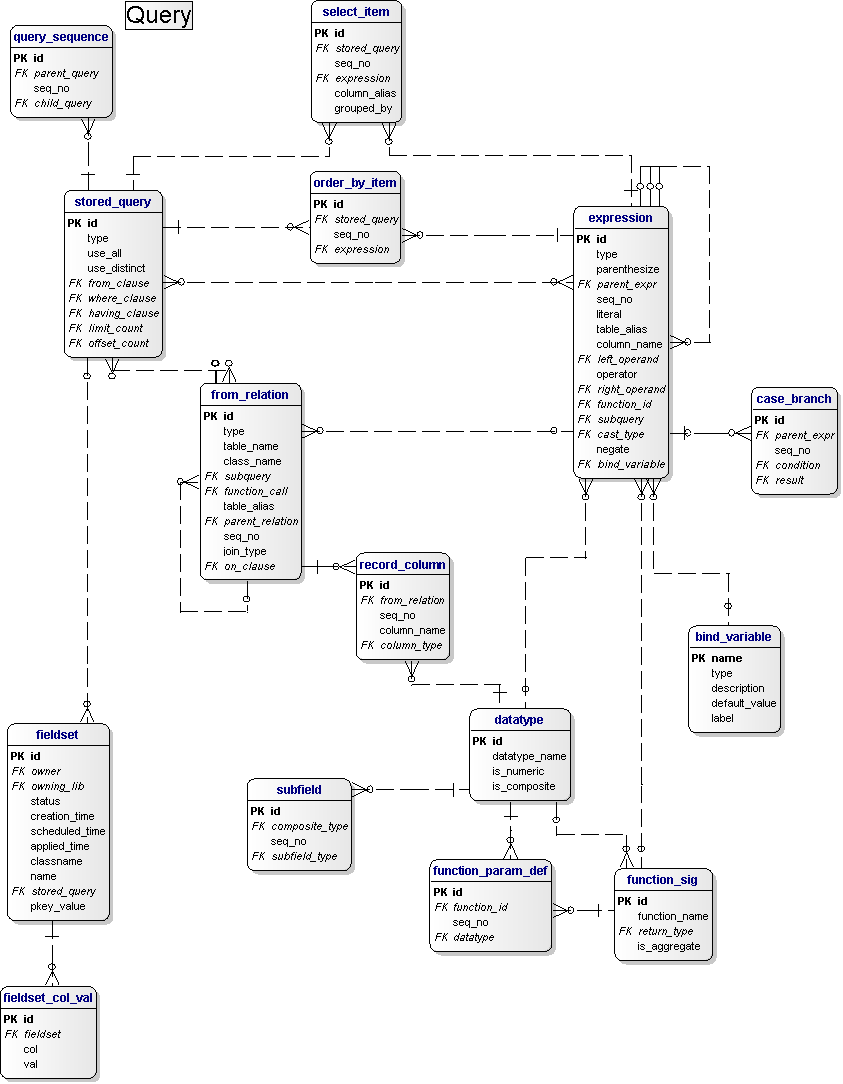 Query
query_sequence
PK id
FK parent_query
seq_no
FK child_query
select_item
PK id
FK stored_query
seq_no
FK expression
column_alias
grouped_by
stored_query
PK id
type
use_all
use_distinct
FK from_clause
FK where_clause
FK having_clause
FK limit_count
FK offset_count
order_by_item
PK id
FK stored_query
seq_no
FK expression
expression
PK id
type
parenthesize
FK parent_expr
seq_no
literal
table_alias
column_name
FK left_operand
operator
FK right_operand
FK function_id
FK subquery
FK cast_type
negate
FK bind_variable
from_relation
PK id
type
table_name
class_name
FK subquery
FK function_call
table_alias
FK parent_relation
seq_no
join_type
FK on_clause
case_branch
PK id
FK parent_expr
seq_no
FK condition
FK result
record_column
PK id
FK from_relation
seq_no
column_name
FK column_type
bind_variable
PK name
type
description
default_value
label
fieldset
PK id
FK owner
FK owning_lib
status
creation_time
scheduled_time
applied_time
classname
name
FK stored_query
pkey_value
datatype
PK id
datatype_name
is_numeric
is_composite
subfield
PK id
FK composite_type
seq_no
FK subfield_type
function_param_def
PK id
FK function_id
seq_no
FK datatype
function_sig
PK id
function_name
FK return_type
is_aggregate
fieldset_col_val
PK id
FK fieldset
col
val